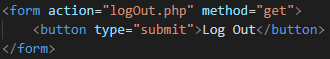 <form action="logOut.php" method="get">
    <button type="submit">Log Out</button>
</form>